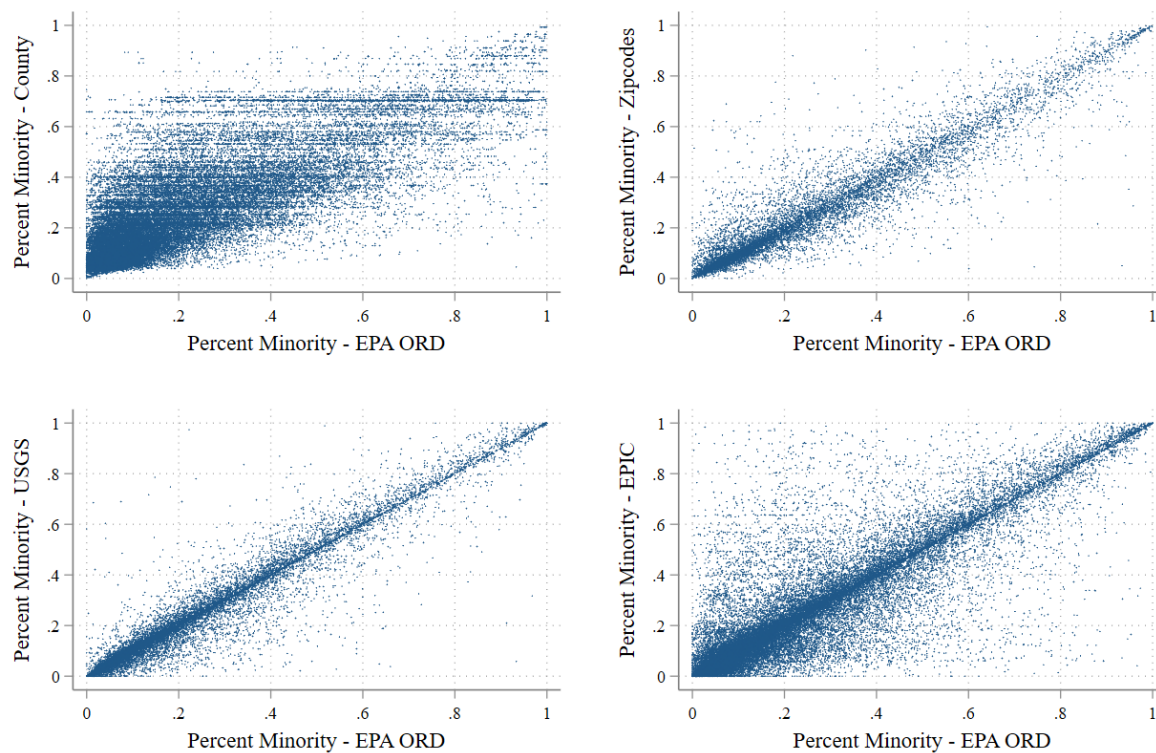 Percent Minority - County
1
.8
.6
.4
.2
0
0 .2 .4 .6 .8 1
Percent Minority - EPA ORD
Percent Minority - Zipcodes
1
.8
.6
.4
.2
0
0 .2 .4 .6 .8 1
Percent Minority - EPA ORD
Percent Minority - USGS
1
.8
.6
.4
.2
0
0 .2 .4 .6 .8 1
Percent Minority - EPA ORD
Percent Minority - EPIC
1
.8
.6
.4
.2
0
0 .2 .4 .6 .8 1
Percent Minority - EPA ORD